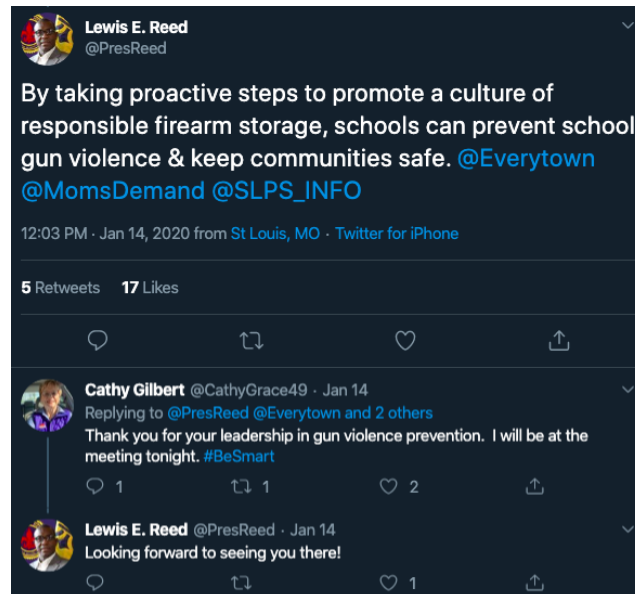 Lewis E. Reed
@PresReed
By taking proactive steps to promote a culture of
responsible firearm storage, schools can prevent school
gun violence & keep communities safe. @Everytown
@MomsDemand @SLPS_INFO
12:03 PM · Jan 14, 2020 from St Louis, MO · Twitter for iPhone
5 Retweets 17 Likes
Cathy Gilbert @CathyGrace49 · Jan 14
Replying to @PresReed @Everytown and 2 others
Thank you for your leadership in gun violence prevention. I will be at the
meeting tonight. #BeSmart
1 1 2
Lewis E. Reed @PresReed · Jan 14
Looking forward to seeing you there!
1